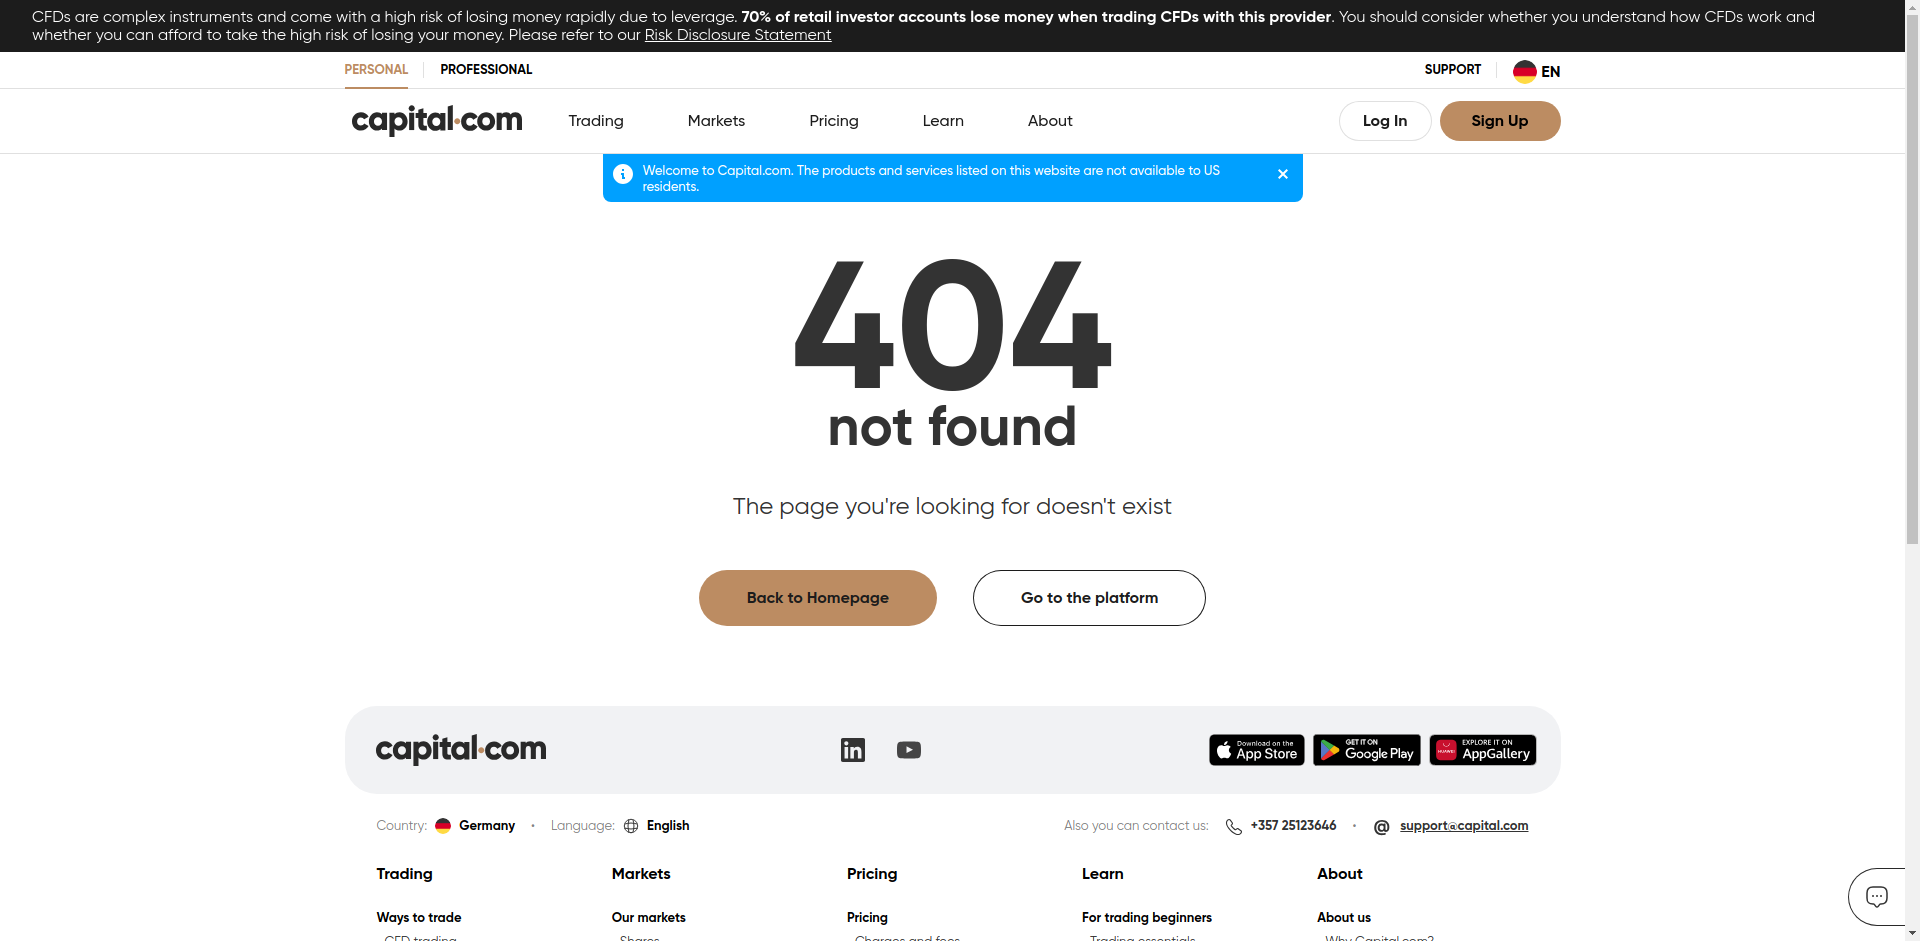 CFDs are complex instruments and come with a high risk of losing money rapidly due to leverage. 70% of retail investor accounts lose money when trading CFDs with this provider. You should consider whether you understand how CFDs work and
whether you can afford to take the high risk of losing your money. Please refer to our Risk Disclosure Statement
PERSONAL PROFESSIONAL SUPPORT EN
capital.com Trading Markets Pricing Learn About Log In Sign Up
Welcome to Capital.com. The products and services listed on this website are not available to US
residents.
404
not found
The page you're looking for doesn't exist
Back to Homepage Go to the platform
capital.com
Download on the
App Store
GET IT ON
Google Play
HUAWEI
EXPLORE IT ON
AppGallery
Country: Germany • Language: English Also you can contact us: +357 25123646 • @ support@capital.com
Trading Markets Pricing Learn About
Ways to trade Our markets Pricing For trading beginners About us
CFD trading Shares Charges and fees Trading essentials Why Capital.com?